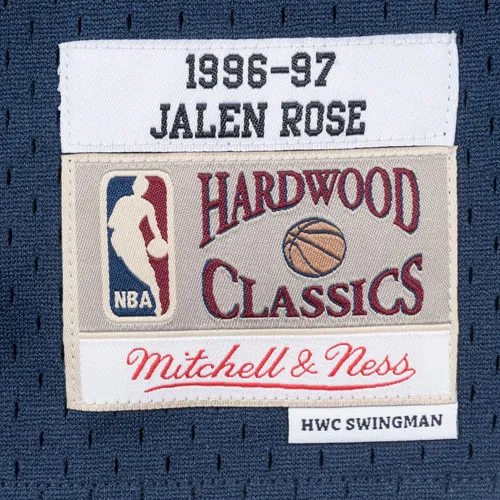 1996-97
JALEN ROSE
HARDWOOD
CLASSICS
NBA
Mitchell & Ness
HWC SWINGMAN